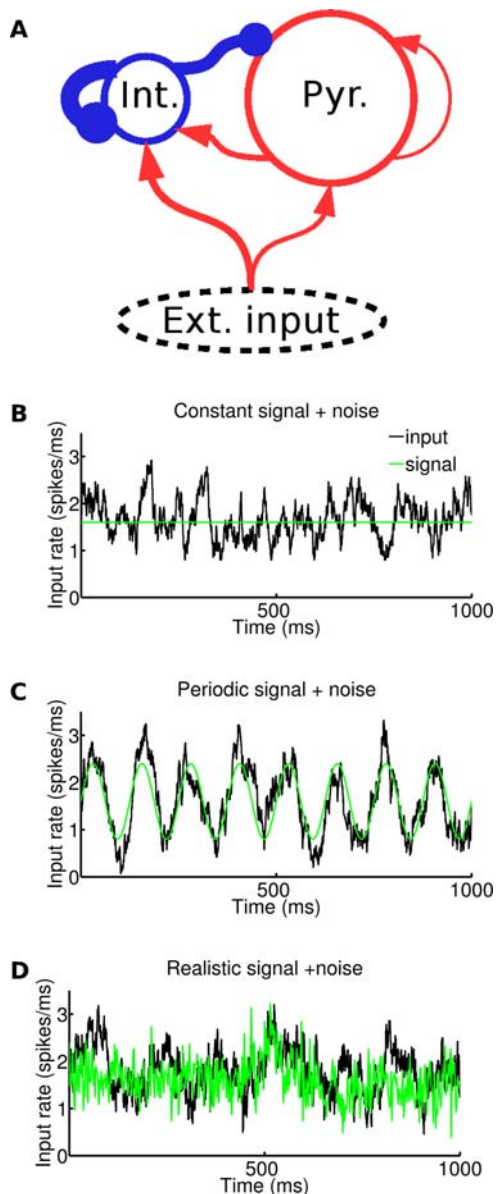 A
Int.
Pyr.
Ext. input
B
Constant signal + noise
input
signal
Input rate (spikes/ms)
3
2
1
0
500
1000
Time (ms)
C
Periodic signal + noise
Input rate (spikes/ms)
3
2
1
0
500
1000
Time (ms)
D
Realistic signal +noise
Input rate (spikes/ms)
3
2
1
0
500
1000
Time (ms)